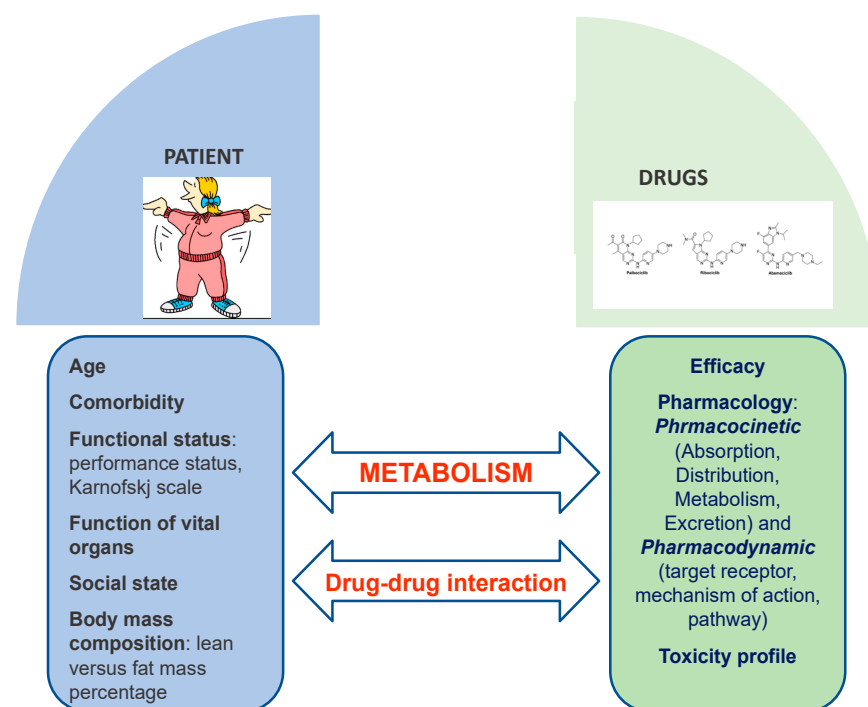 PATIENT
Age
Comorbidity
Functional status:
performance status,
Karnofskj scale
Function of vital
organs
Social state
Body mass
composition: lean
versus fat mass
percentage
METABOLISM
Drug-drug interaction
DRUGS
Palbociclib
Ribociclib
Abemaciclib
Efficacy
Pharmacology:
Phrmacocinetic
(Absorption,
Distribution,
Metabolism,
Excretion) and
Pharmacodynamic
(target receptor,
mechanism of action,
pathway)
Toxicity profile